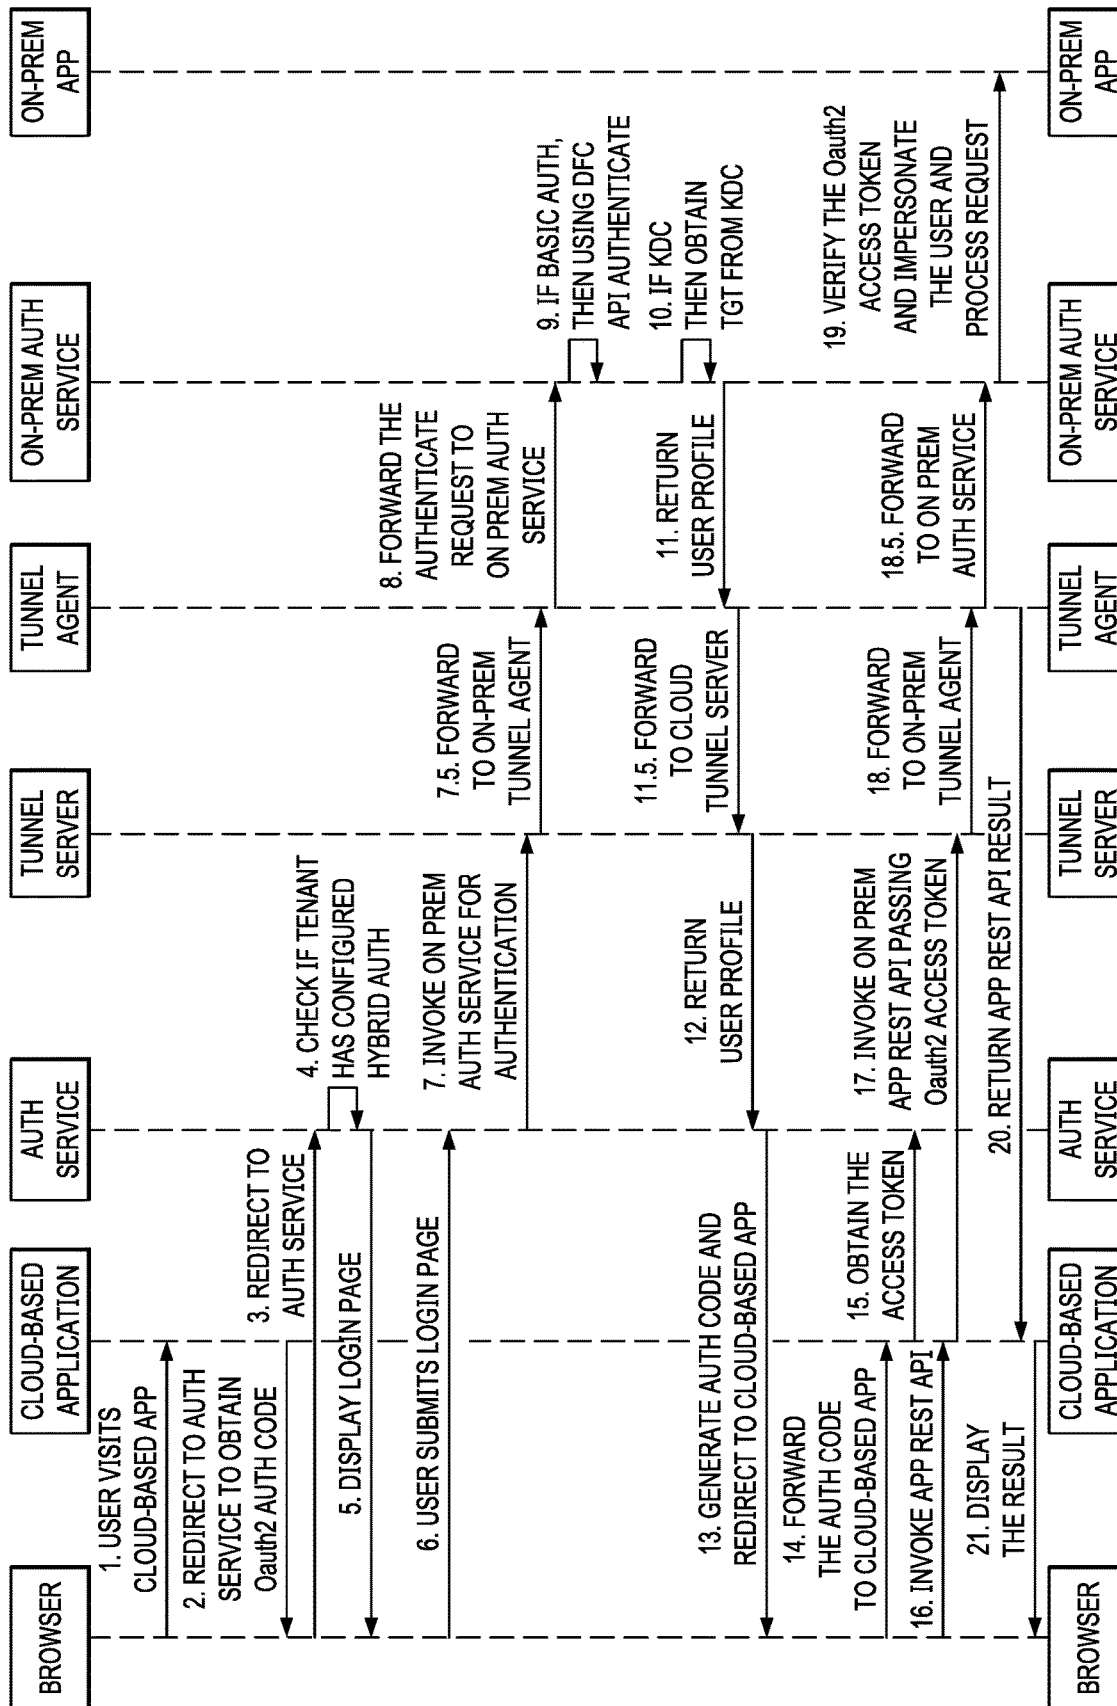 BROWSER
CLOUD-BASED
APPLICATION
AUTH
SERVICE
TUNNEL
SERVER
TUNNEL
AGENT
ON-PREM AUTH
SERVICE
ON-PREM
APP
1. USER VISITS
CLOUD-BASED APP
2. REDIRECT TO AUTH
SERVICE TO OBTAIN
Oauth2 AUTH CODE
3. REDIRECT TO
AUTH SERVICE
4. CHECK IF TENANT
HAS CONFIGURED
HYBRID AUTH
5. DISPLAY LOGIN PAGE
6. USER SUBMITS LOGIN PAGE
7. INVOKE ON PREM
AUTH SERVICE FOR
AUTHENTICATION
7.5. FORWARD
TO ON-PREM
TUNNEL AGENT
8. FORWARD THE
AUTHENTICATE
REQUEST TO
ON PREM AUTH
SERVICE
9. IF BASIC AUTH,
THEN USING DFC
API AUTHENTICATE
10. IF KDC
THEN OBTAIN
TGT FROM KDC
11. RETURN
USER PROFILE
11.5. FORWARD
TO CLOUD
TUNNEL SERVER
12. RETURN
USER PROFILE
13. GENERATE AUTH CODE AND
REDIRECT TO CLOUD-BASED APP
14. FORWARD
THE AUTH CODE
TO CLOUD-BASED APP
15. OBTAIN THE
ACCESS TOKEN
16. INVOKE APP REST API
17. INVOKE ON PREM
APP REST API PASSING
Oauth2 ACCESS TOKEN
18. FORWARD
TO ON-PREM
TUNNEL AGENT
18.5. FORWARD
TO ON PREM
AUTH SERVICE
19. VERIFY THE Oauth2
ACCESS TOKEN
AND IMPERSONATE
THE USER AND
PROCESS REQUEST
20. RETURN APP REST API RESULT
21. DISPLAY
THE RESULT
BROWSER
CLOUD-BASED
APPLICATION
AUTH
SERVICE
TUNNEL
SERVER
TUNNEL
AGENT
ON-PREM AUTH
SERVICE
ON-PREM
APP